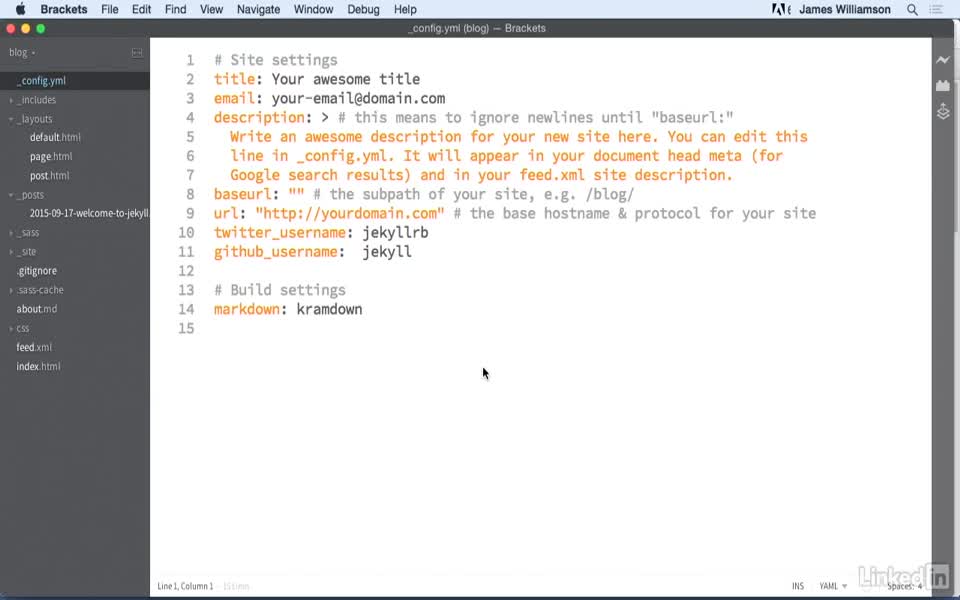 Brackets File Edit Find View Navigate Window Debug Help James Williamson
_config.yml (blog) — Brackets
blog
_config.yml
_includes
_layouts
default.html
page.html
post.html
_posts
2015-09-17-welcome-to-jekyll.
_sass
_site
.gitignore
.sass-cache
about.md
css
feed.xml
index.html
1 # Site settings
2 title: Your awesome title
3 email: your-email@domain.com
4 description: > # this means to ignore newlines until "baseurl:"
5 Write an awesome description for your new site here. You can edit this
6 line in _config.yml. It will appear in your document head meta (for
7 Google search results) and in your feed.xml site description.
8 baseurl: "" # the subpath of your site, e.g. /blog/
9 url: "http://yourdomain.com" # the base hostname & protocol for your site
10 twitter_username: jekyllrb
11 github_username:  jekyll
12
13 # Build settings
14 markdown: kramdown
15
Line 1, Column 1 INS YAML Spaces: 4
LinkedIn